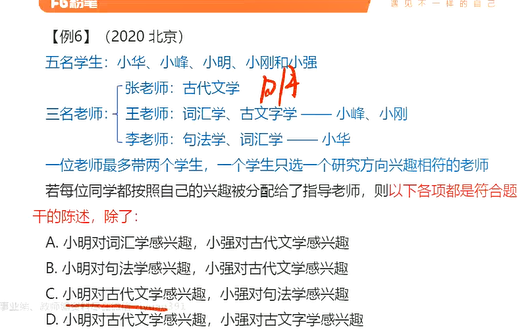 粉笔
遇见不一样的自己
【例6】（2020 北京）
五名学生：小华、小峰、小明、小刚和小强
张老师：古代文学 明
三名老师： 王老师：词汇学、古文字学 —— 小峰、小刚
李老师：句法学、词汇学 —— 小华
一位老师最多带两个学生，一个学生只选一个研究方向兴趣相符的老师
若每位同学都按照自己的兴趣被分配给了指导老师，则以下各项都是符合题
干的陈述，除了：
A. 小明对词汇学感兴趣，小强对古代文学感兴趣
B. 小明对句法学感兴趣，小强对古代文学感兴趣
C. 小明对古代文学感兴趣，小强对句法学感兴趣
D. 小明对古代文学感兴趣，小强对古文字学感兴趣